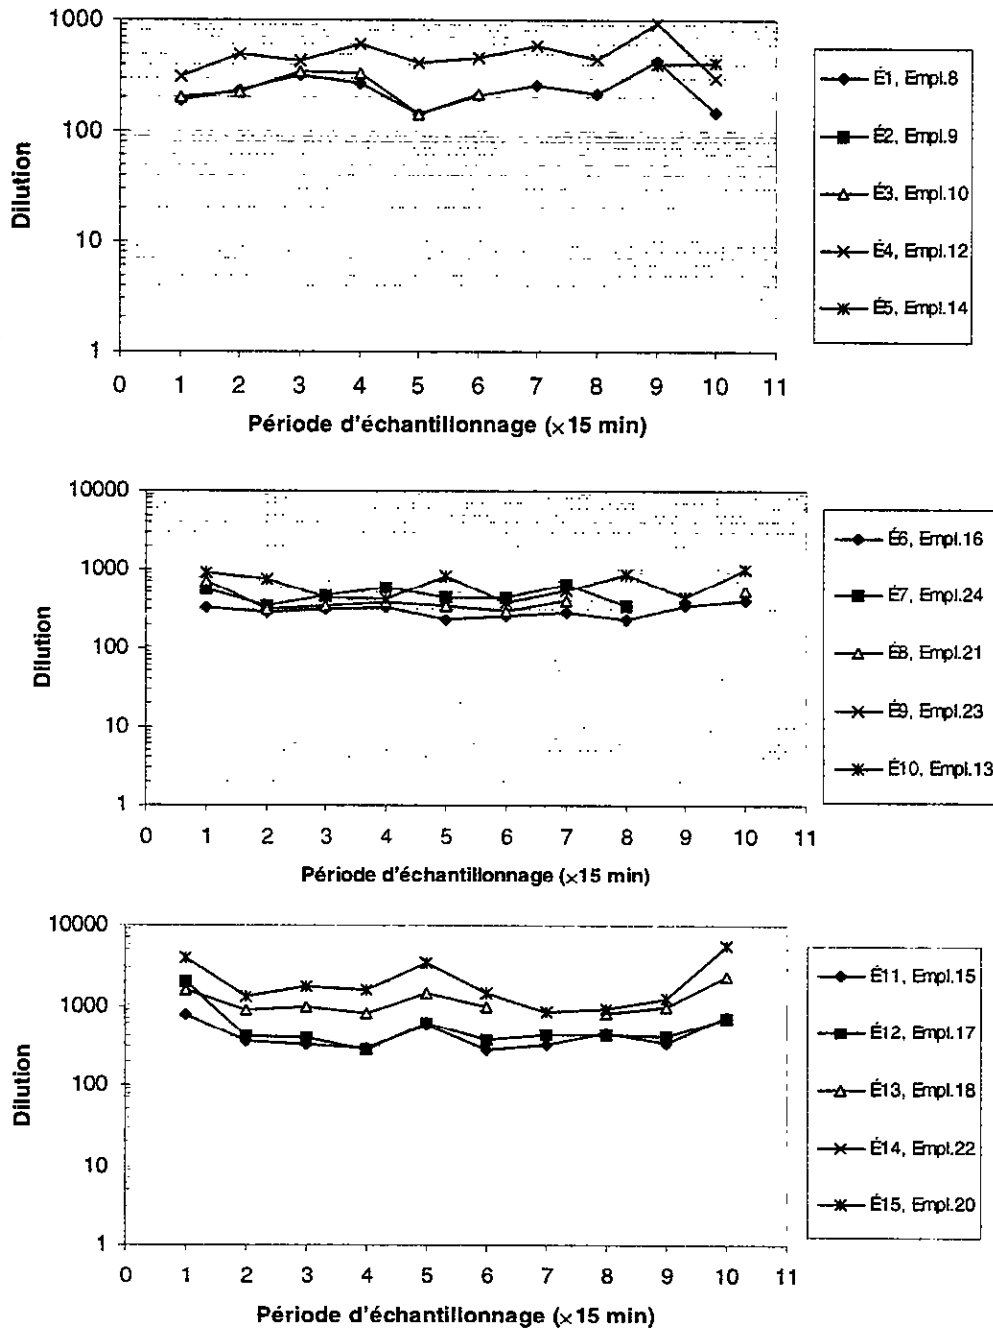 1000
100
10
1
Dilution
0 1 2 3 4 5 6 7 8 9 10 11
Période d'échantillonnage (×15 min)
É1, Empl.8
É2, Empl.9
É3, Empl.10
É4, Empl.12
É5, Empl.14
10000
1000
100
10
1
Dilution
0 1 2 3 4 5 6 7 8 9 10 11
Période d'échantillonnage (×15 min)
É6, Empl.16
É7, Empl.24
É8, Empl.21
É9, Empl.23
É10, Empl.13
10000
1000
100
10
1
Dilution
0 1 2 3 4 5 6 7 8 9 10 11
Période d'échantillonnage (×15 min)
É11, Empl.15
É12, Empl.17
É13, Empl.18
É14, Empl.22
É15, Empl.20